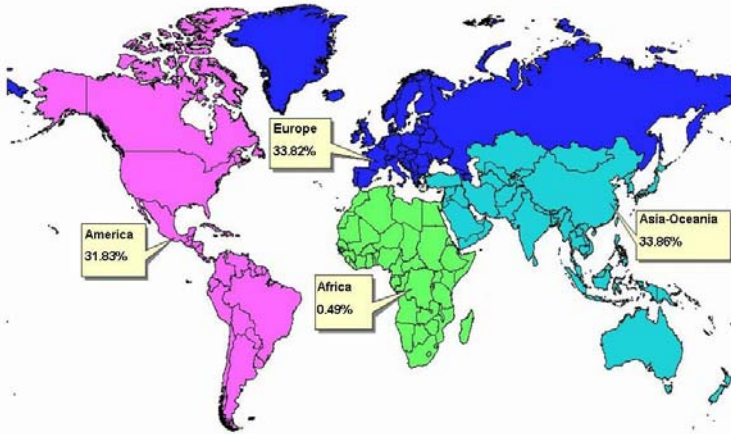 Europe
33.82%
America
31.83%
Africa
0.49%
Asia-Oceania
33.86%